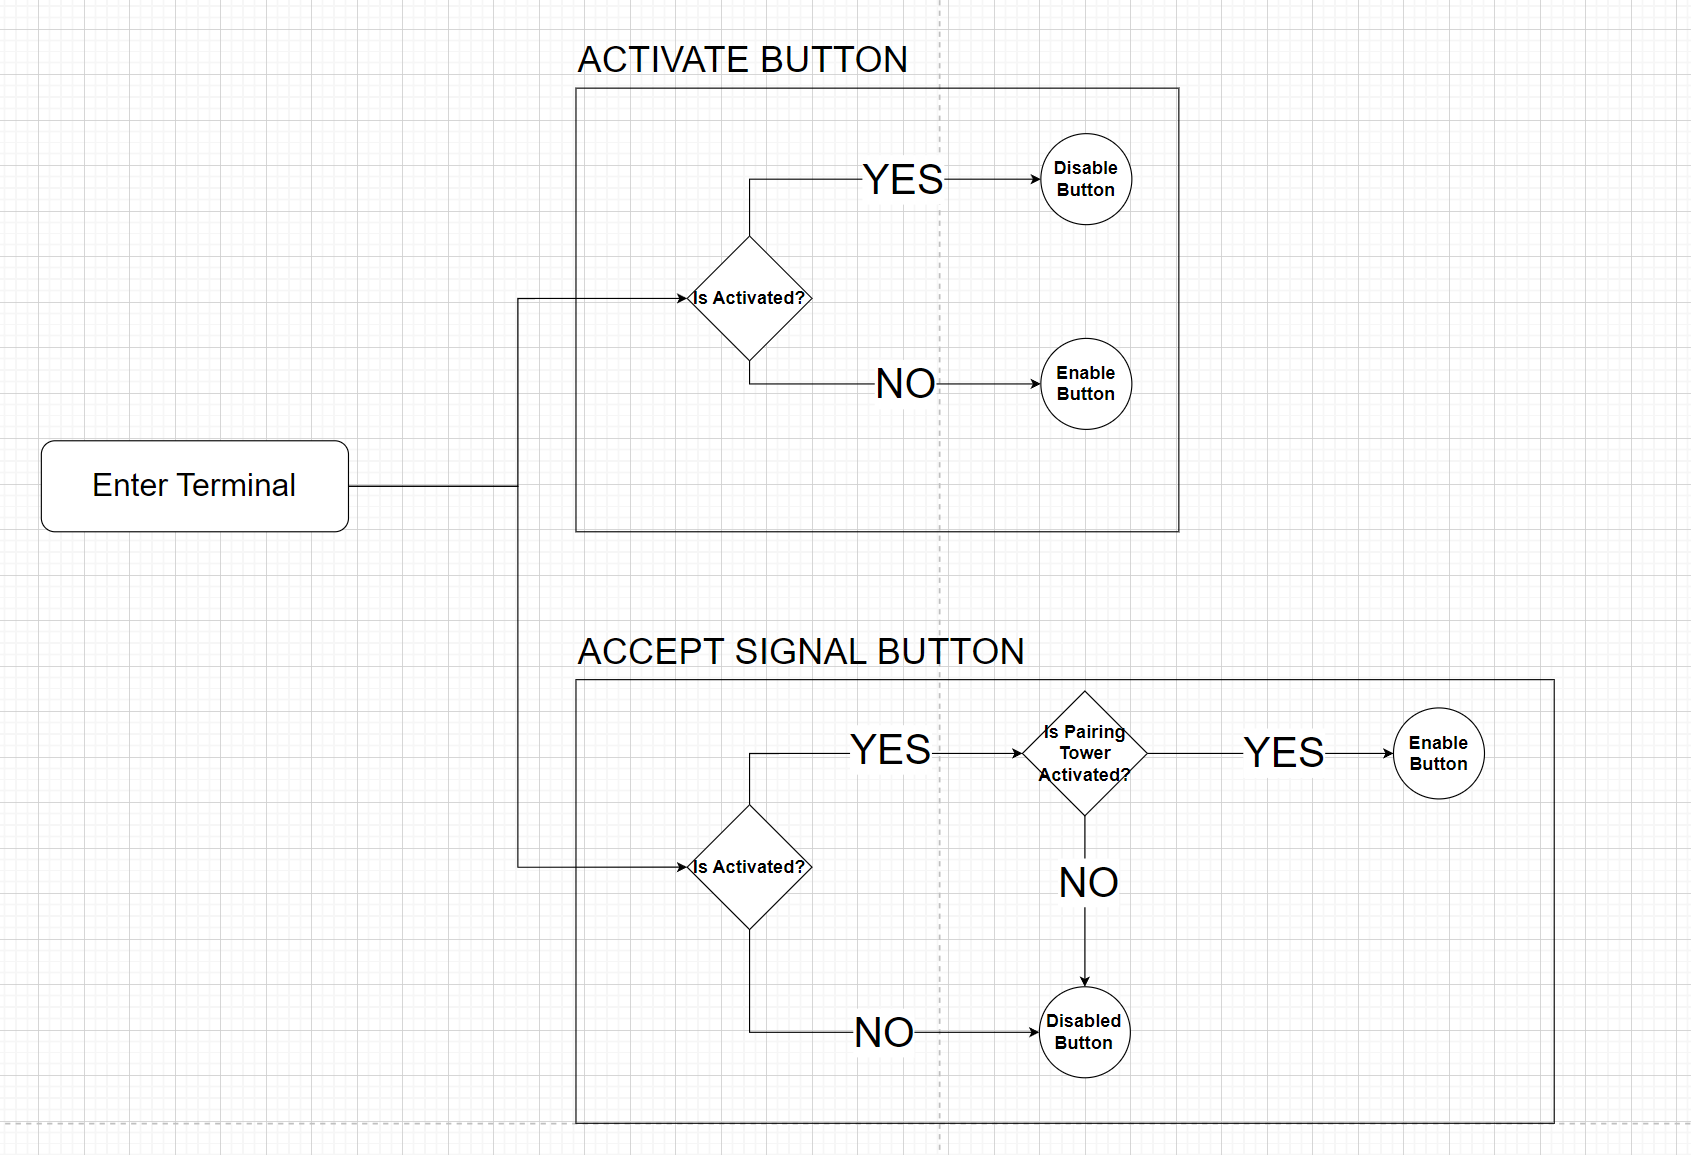 ACTIVATE BUTTON
YES
Disable
Button
Is Activated?
NO
Enable
Button
Enter Terminal
ACCEPT SIGNAL BUTTON
YES
Is Pairing
Tower
Activated?
YES
Enable
Button
Is Activated?
NO
NO
Disabled
Button